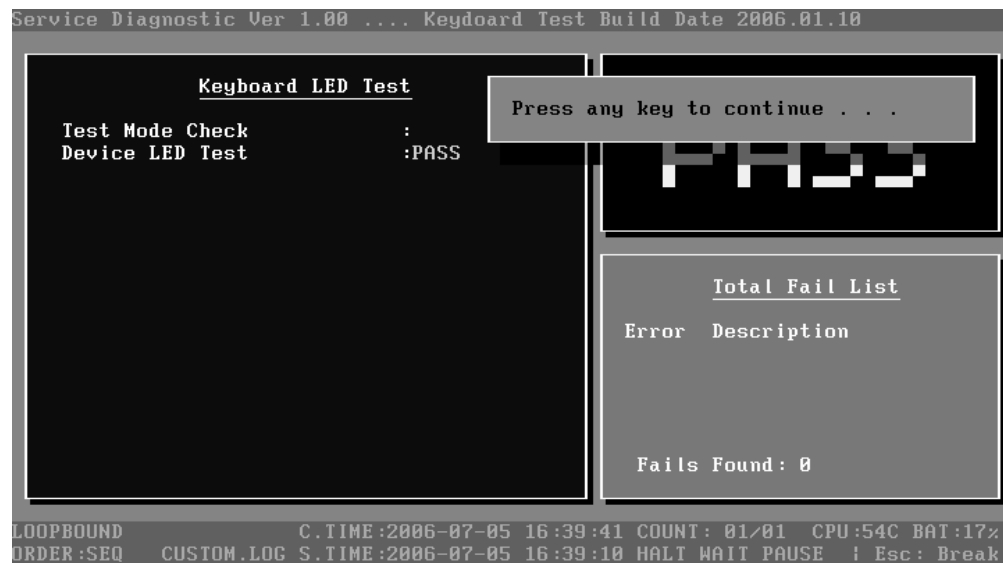 Service Diagnostic Ver 1.00 .... Keydoard Test Build Date 2006.01.10
Keyboard LED Test
Test Mode Check :
Device LED Test :PASS
Press any key to continue . . .
PASS
Total Fail List
Error Description
Fails Found: 0
LOOPBOUND C.TIME:2006-07-05 16:39:41 COUNT: 01/01 CPU:54C BAT:17%
ORDER:SEQ CUSTOM.LOG S.TIME:2006-07-05 16:39:10 HALT WAIT PAUSE ¦ Esc: Break